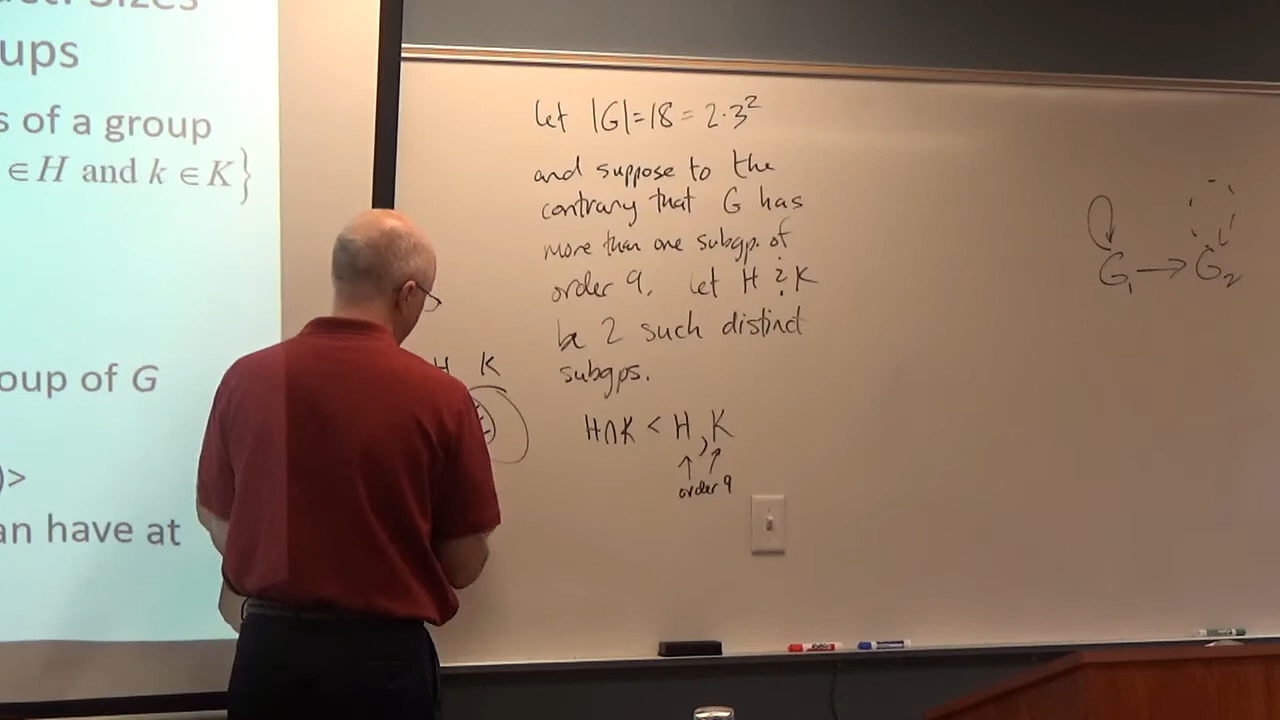 ups
s of a group
∈ H and k ∈ K}
oup of G
)>
an have at
Let |G|=18 = 2·3²
and suppose to the
contrary that G has
more than one subgp. of
order 9. Let H & K
be 2 such distinct
subgps.
H K
H∩K < H, K
↑ ↑
order 9
G₁ → G₂